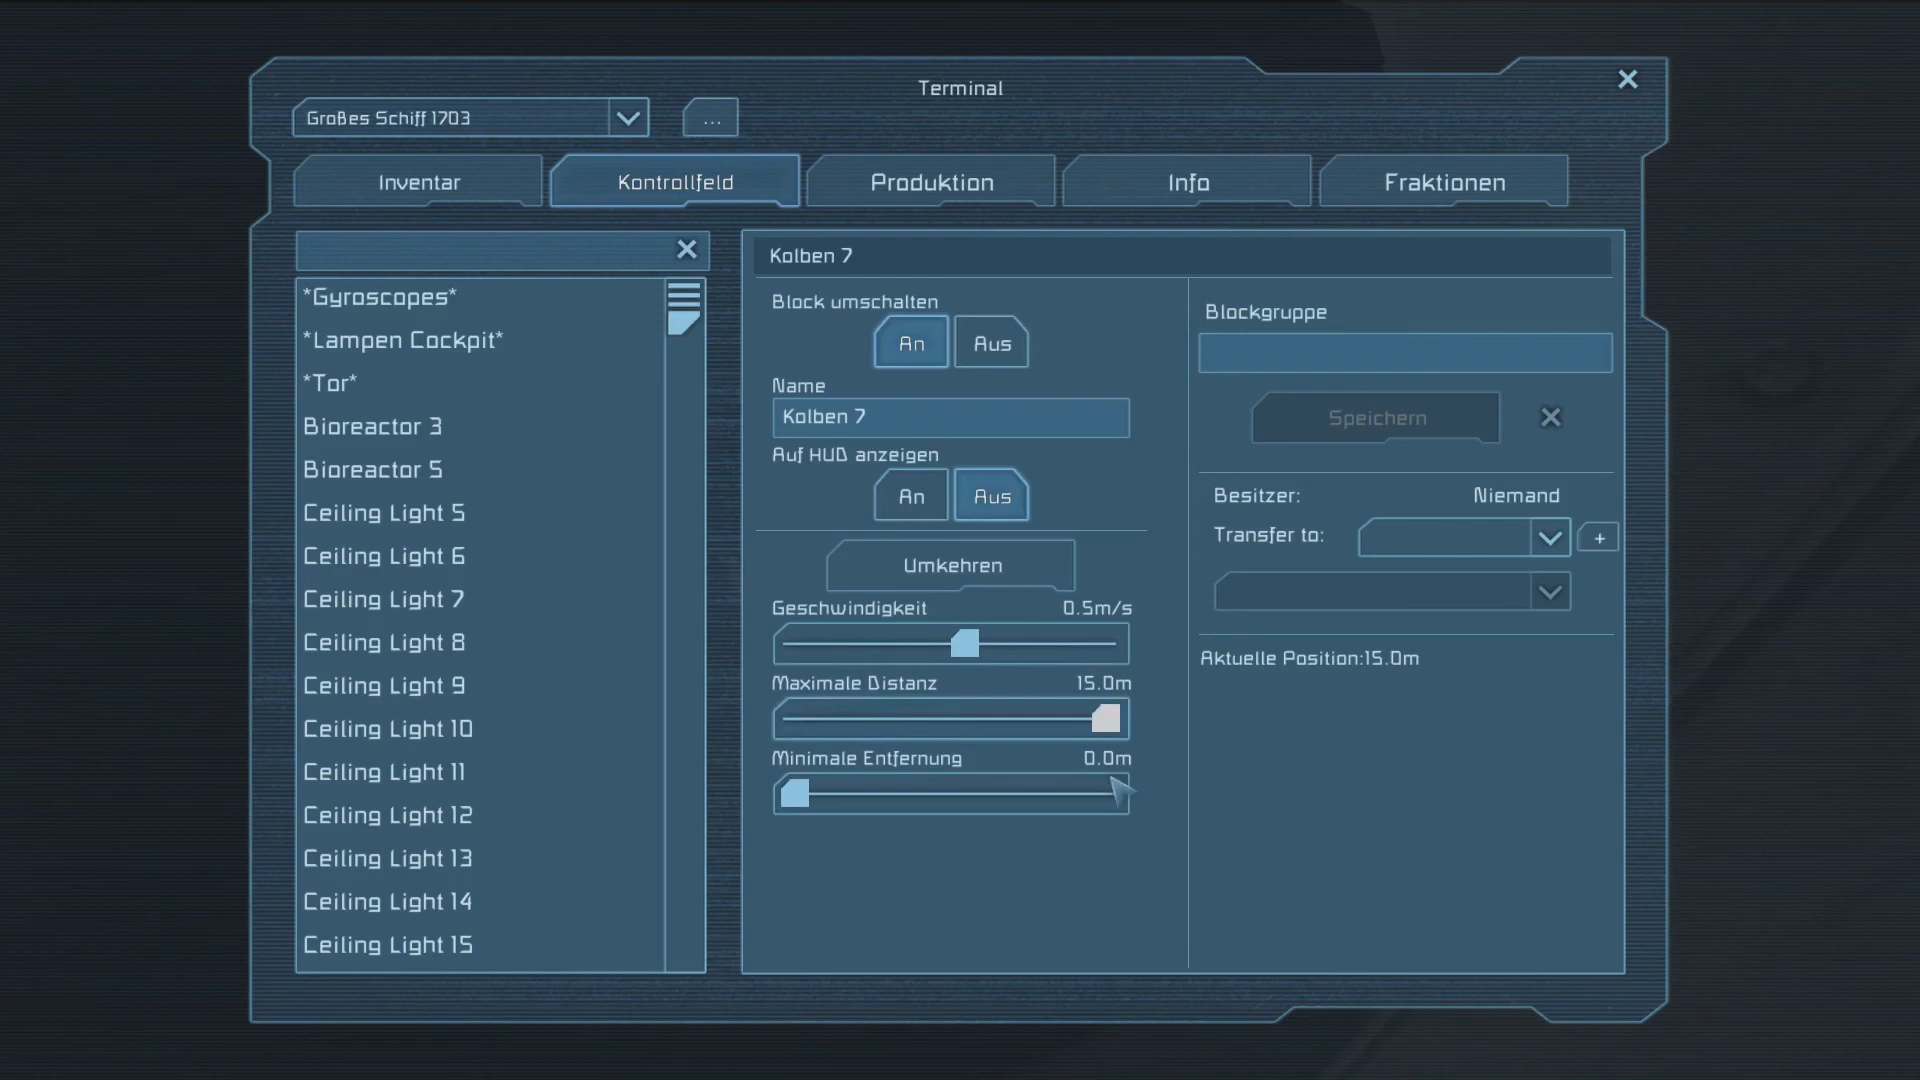 Terminal
Großes Schiff 1703
...
Inventar
Kontrollfeld
Produktion
Info
Fraktionen
*Gyroscopes*
*Lampen Cockpit*
*Tor*
Bioreactor 3
Bioreactor 5
Ceiling Light 5
Ceiling Light 6
Ceiling Light 7
Ceiling Light 8
Ceiling Light 9
Ceiling Light 10
Ceiling Light 11
Ceiling Light 12
Ceiling Light 13
Ceiling Light 14
Ceiling Light 15
Kolben 7
Block umschalten
An Aus
Name
Kolben 7
Auf HUD anzeigen
An Aus
Umkehren
Geschwindigkeit 0.5m/s
Maximale Distanz 15.0m
Minimale Entfernung 0.0m
Blockgruppe
Speichern
Besitzer: Niemand
Transfer to:
+
Aktuelle Position:15.0m